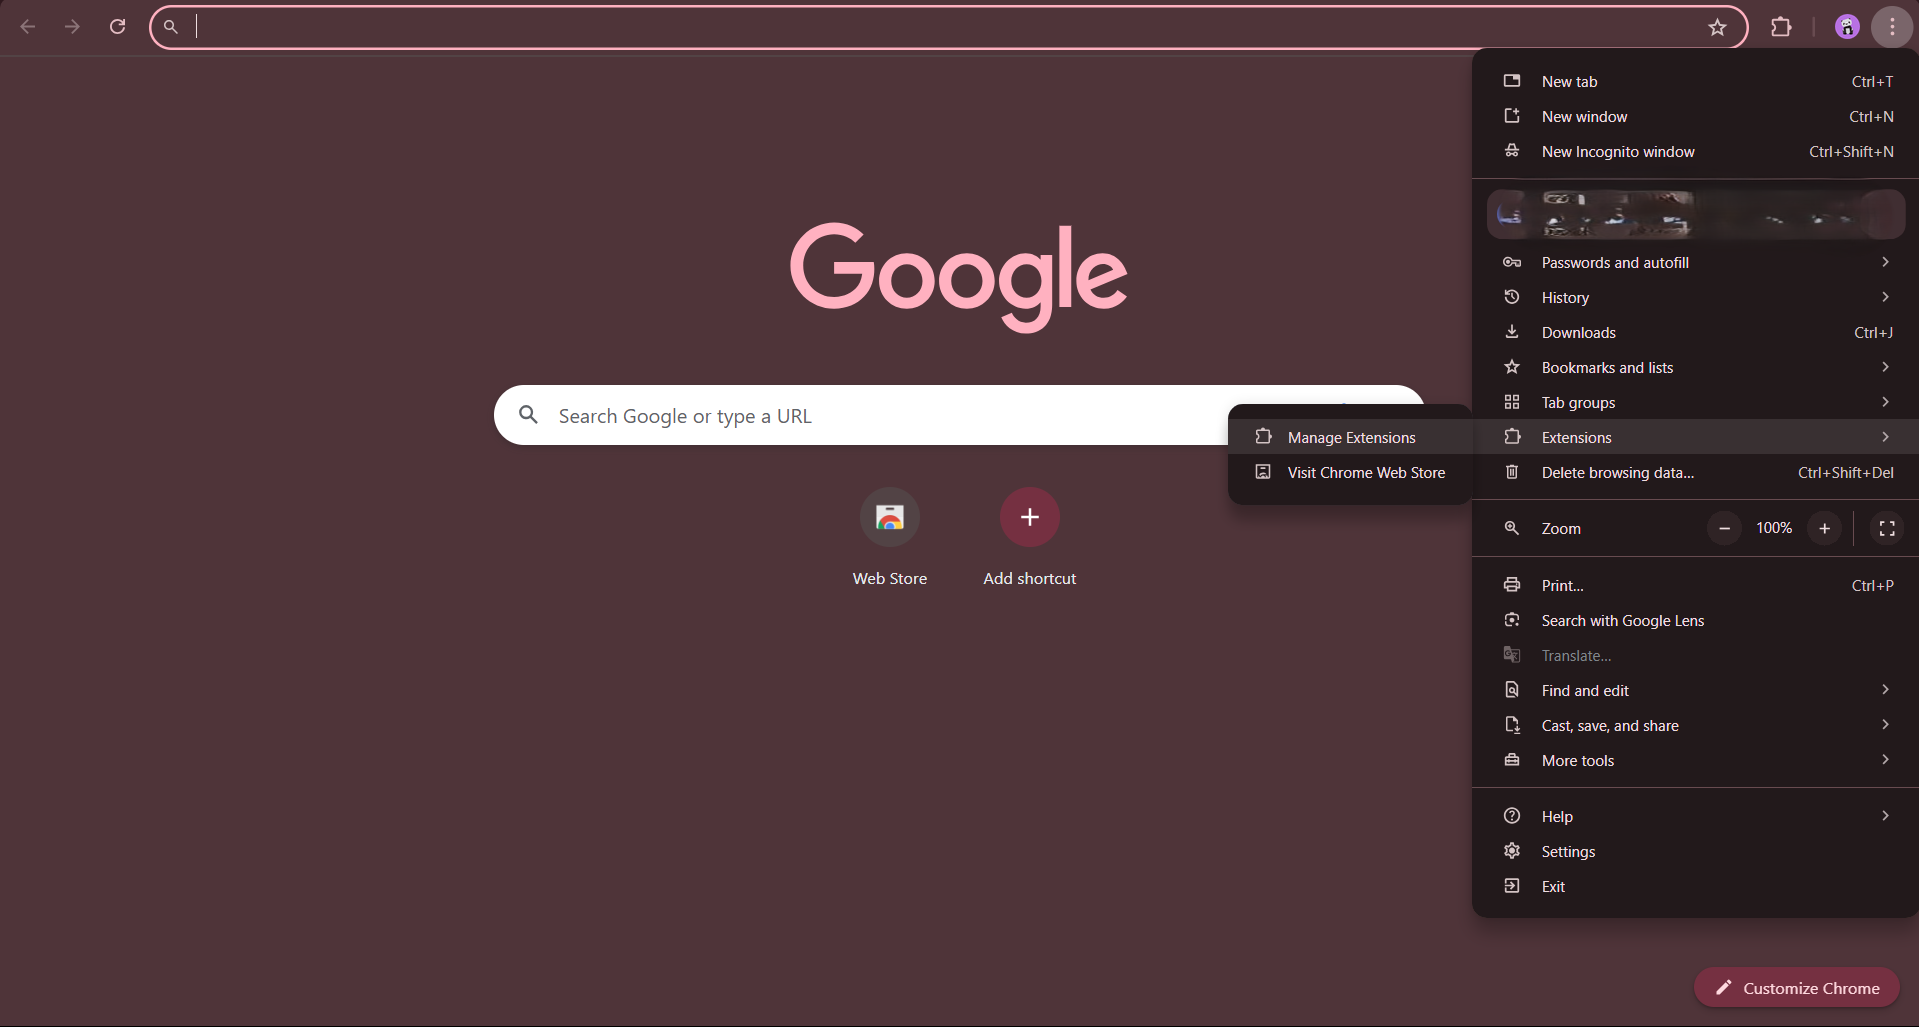 New tab Ctrl+T
New window Ctrl+N
New Incognito window Ctrl+Shift+N
Passwords and autofill
History
Downloads Ctrl+J
Bookmarks and lists
Tab groups
Extensions
Delete browsing data... Ctrl+Shift+Del
Zoom 100%
Print... Ctrl+P
Search with Google Lens
Translate...
Find and edit
Cast, save, and share
More tools
Help
Settings
Exit
Manage Extensions
Visit Chrome Web Store
Google
Search Google or type a URL
Web Store
Add shortcut
Customize Chrome